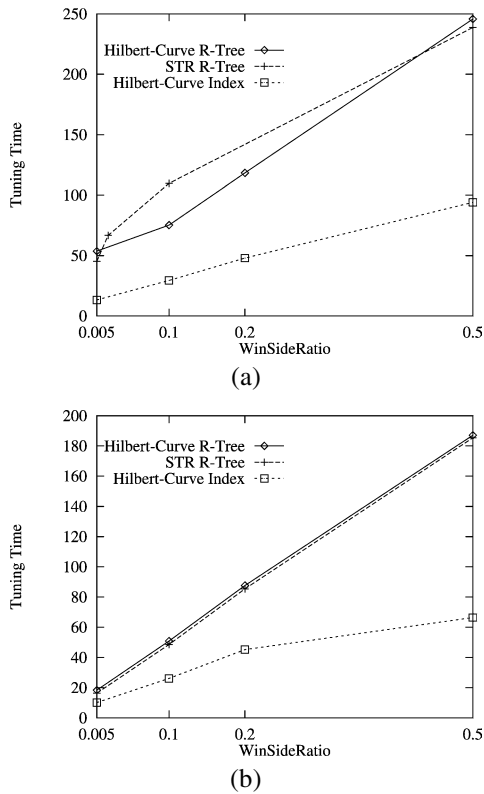 250
200
150
100
50
0
Tuning Time
Hilbert-Curve R-Tree
STR R-Tree
Hilbert-Curve Index
0.005 0.1 0.2 0.5
WinSideRatio
(a)
200
180
160
140
120
100
80
60
40
20
0
Tuning Time
Hilbert-Curve R-Tree
STR R-Tree
Hilbert-Curve Index
0.005 0.1 0.2 0.5
WinSideRatio
(b)